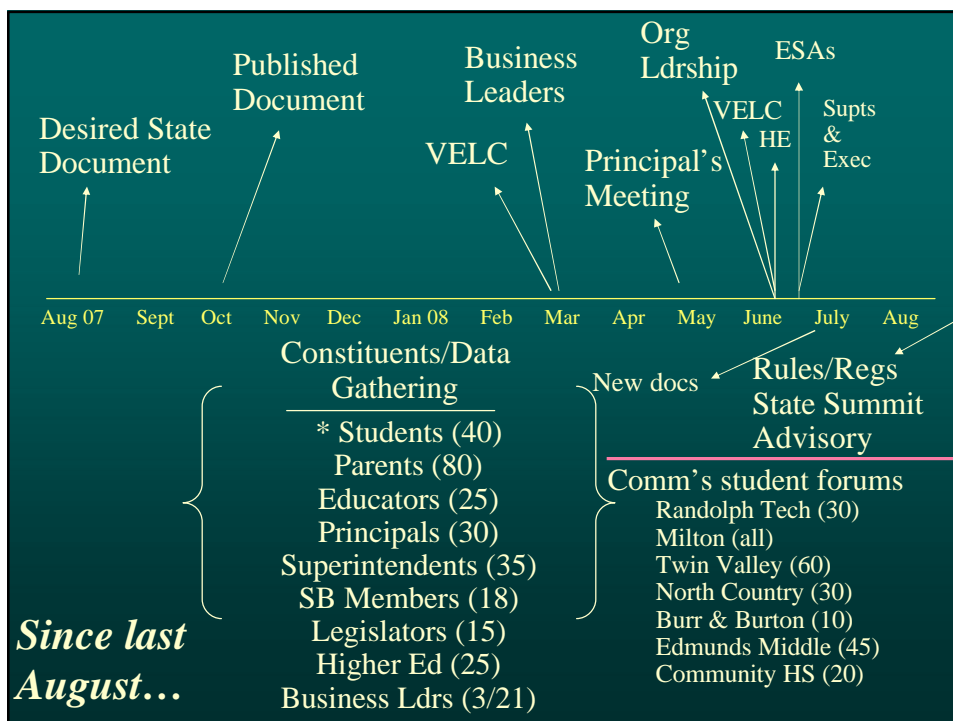 Desired State
Document
Published
Document
Business
Leaders
VELC
Org
Ldrship
Principal’s
Meeting
VELC
HE
ESAs
Supts
&
Exec
Aug 07 Sept Oct Nov Dec Jan 08 Feb Mar Apr May June July Aug
Constituents/Data
Gathering
* Students (40)
Parents (80)
Educators (25)
Principals (30)
Superintendents (35)
SB Members (18)
Legislators (15)
Higher Ed (25)
Business Ldrs (3/21)
New docs
Rules/Regs
State Summit
Advisory
Comm’s student forums
Randolph Tech (30)
Milton (all)
Twin Valley (60)
North Country (30)
Burr & Burton (10)
Edmunds Middle (45)
Community HS (20)
Since last
August…